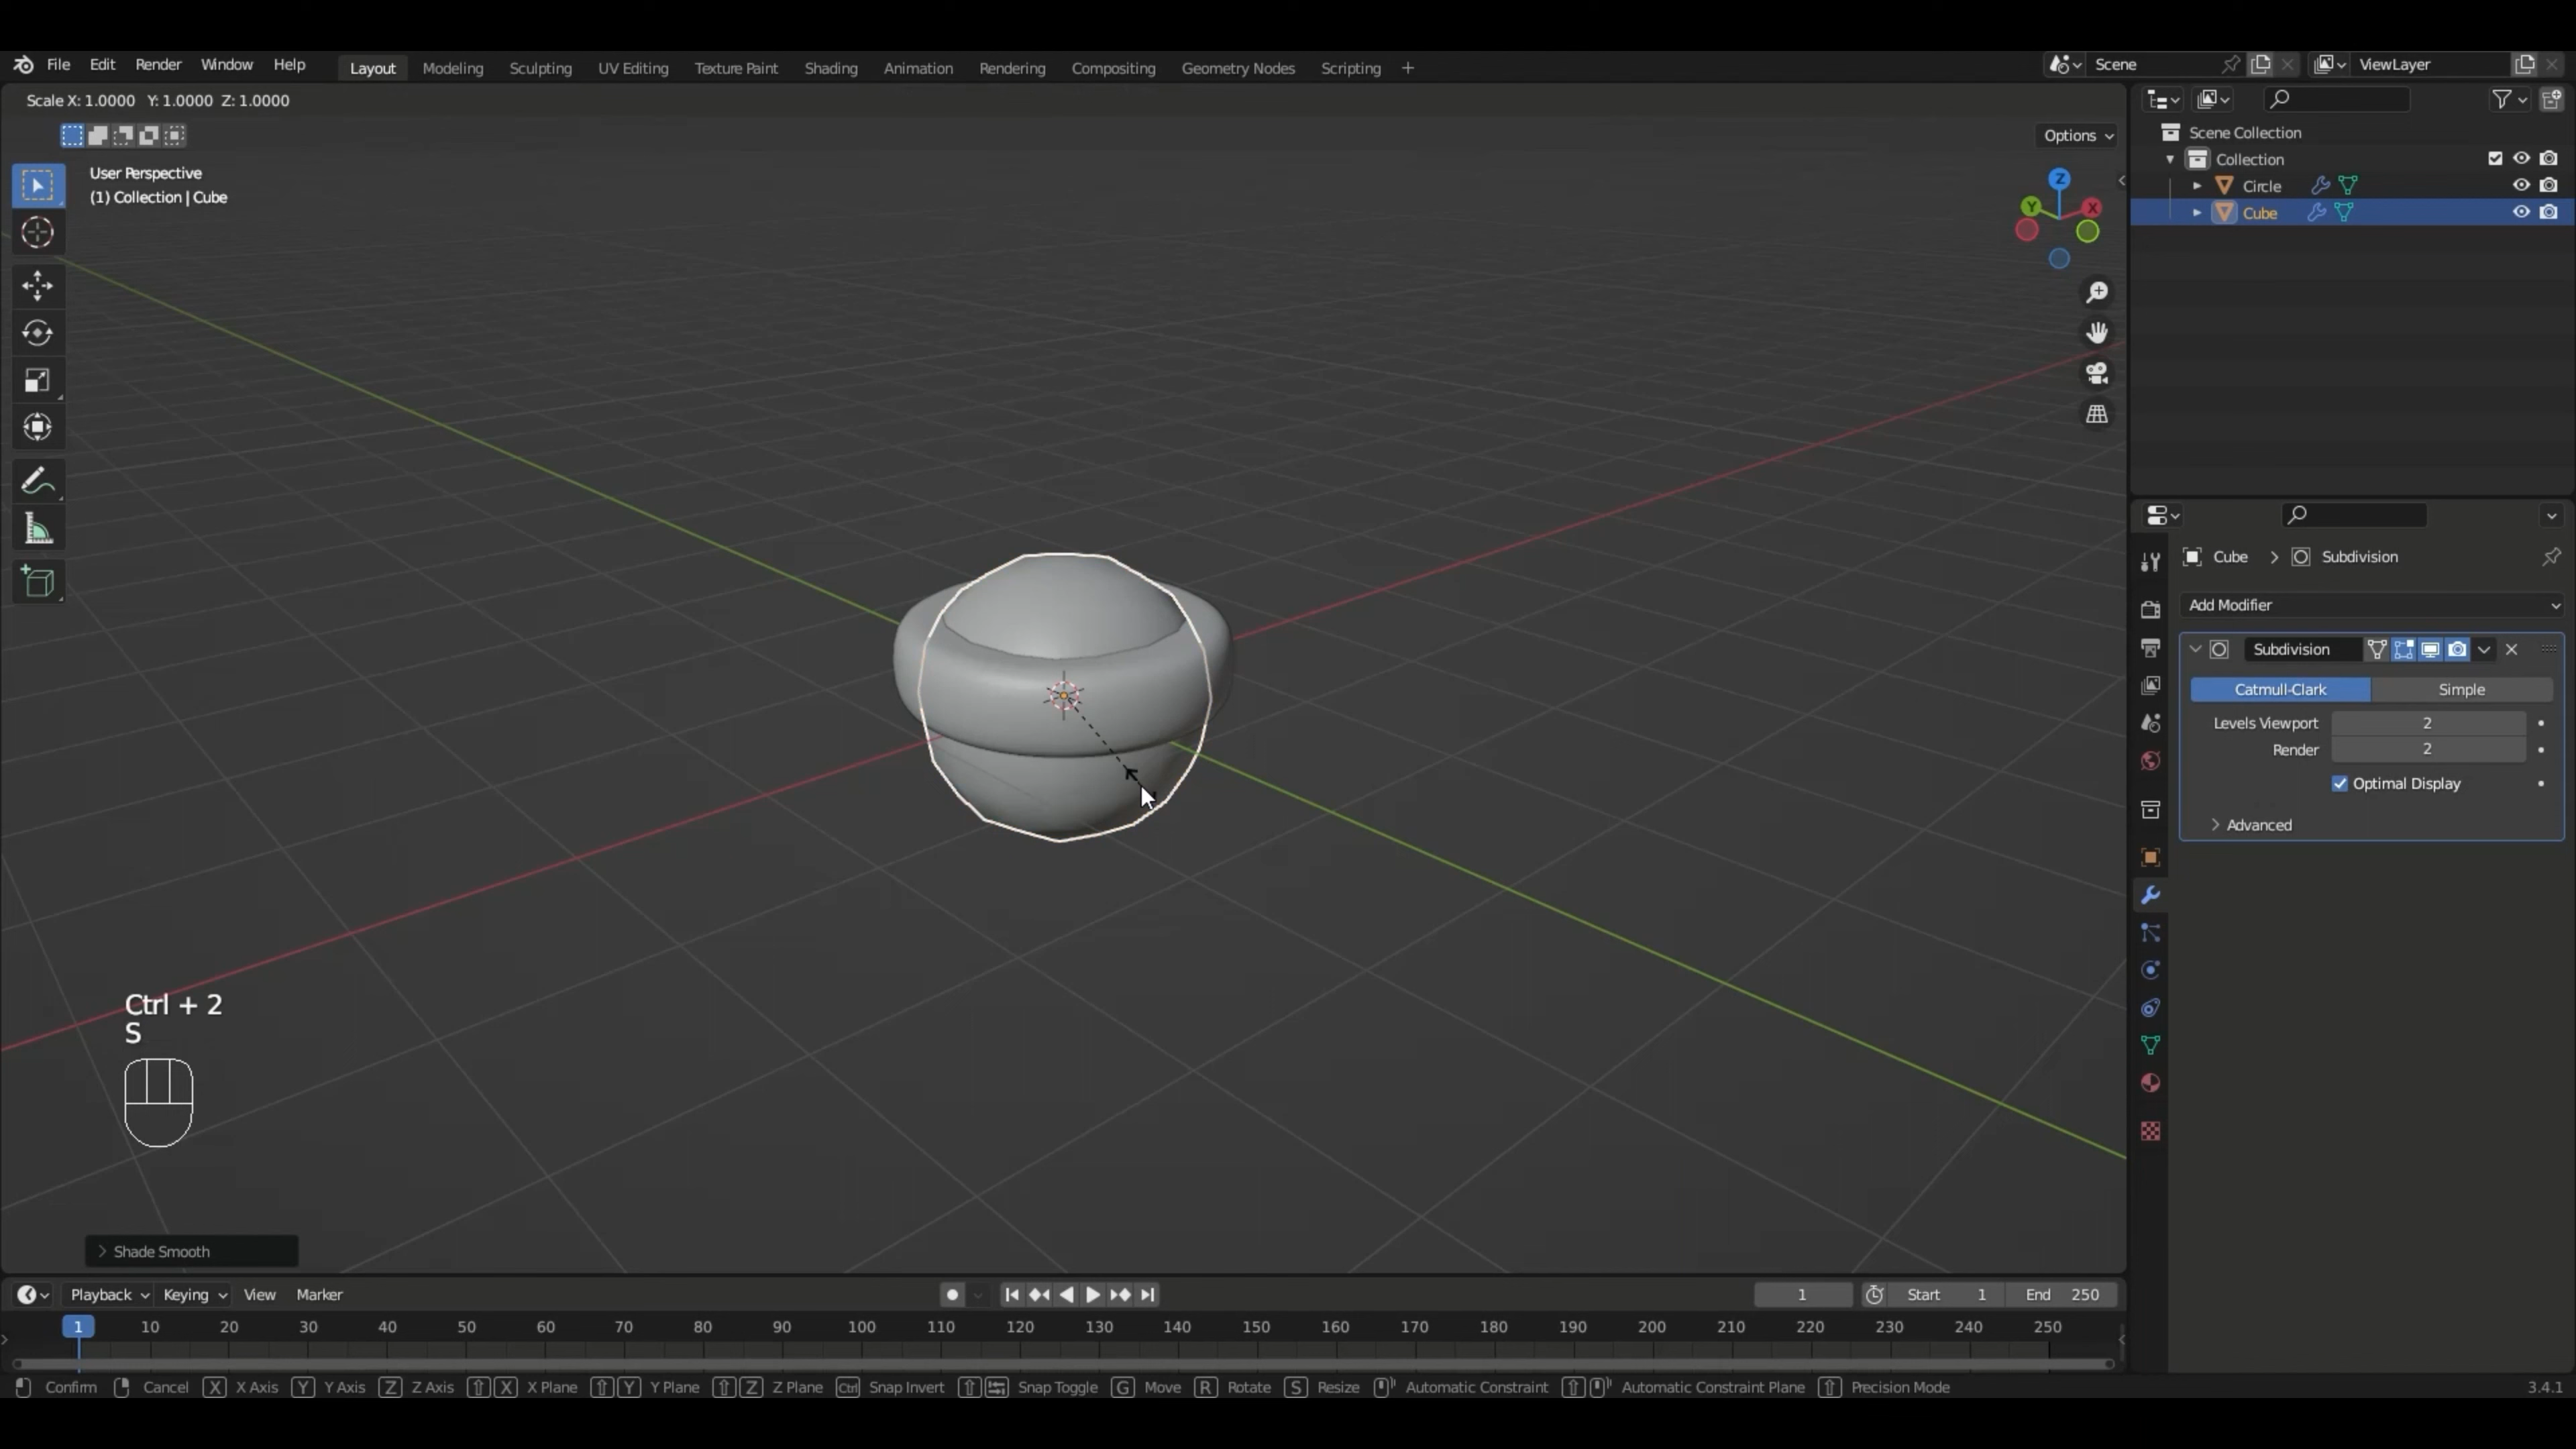 File Edit Render Window Help Layout Modeling Sculpting UV Editing Texture Paint Shading Animation Rendering Compositing Geometry Nodes Scripting + Scene ViewLayer
Scale X: 1.0000 Y: 1.0000 Z: 1.0000
Options
User Perspective
(1) Collection | Cube
Z
Y X
Scene Collection
Collection
Circle
Cube
Cube > Subdivision
Add Modifier
Subdivision
Catmull-Clark Simple
Levels Viewport 2
Render 2
Optimal Display
Advanced
Ctrl + 2
S
Shade Smooth
Playback Keying View Marker 1 Start 1 End 250
1 10 20 30 40 50 60 70 80 90 100 110 120 130 140 150 160 170 180 190 200 210 220 230 240 250
Confirm Cancel X X Axis Y Y Axis Z Z Axis X X Plane Y Y Plane Z Z Plane Ctrl Snap Invert Snap Toggle G Move R Rotate S Resize Automatic Constraint Automatic Constraint Plane Precision Mode 3.4.1